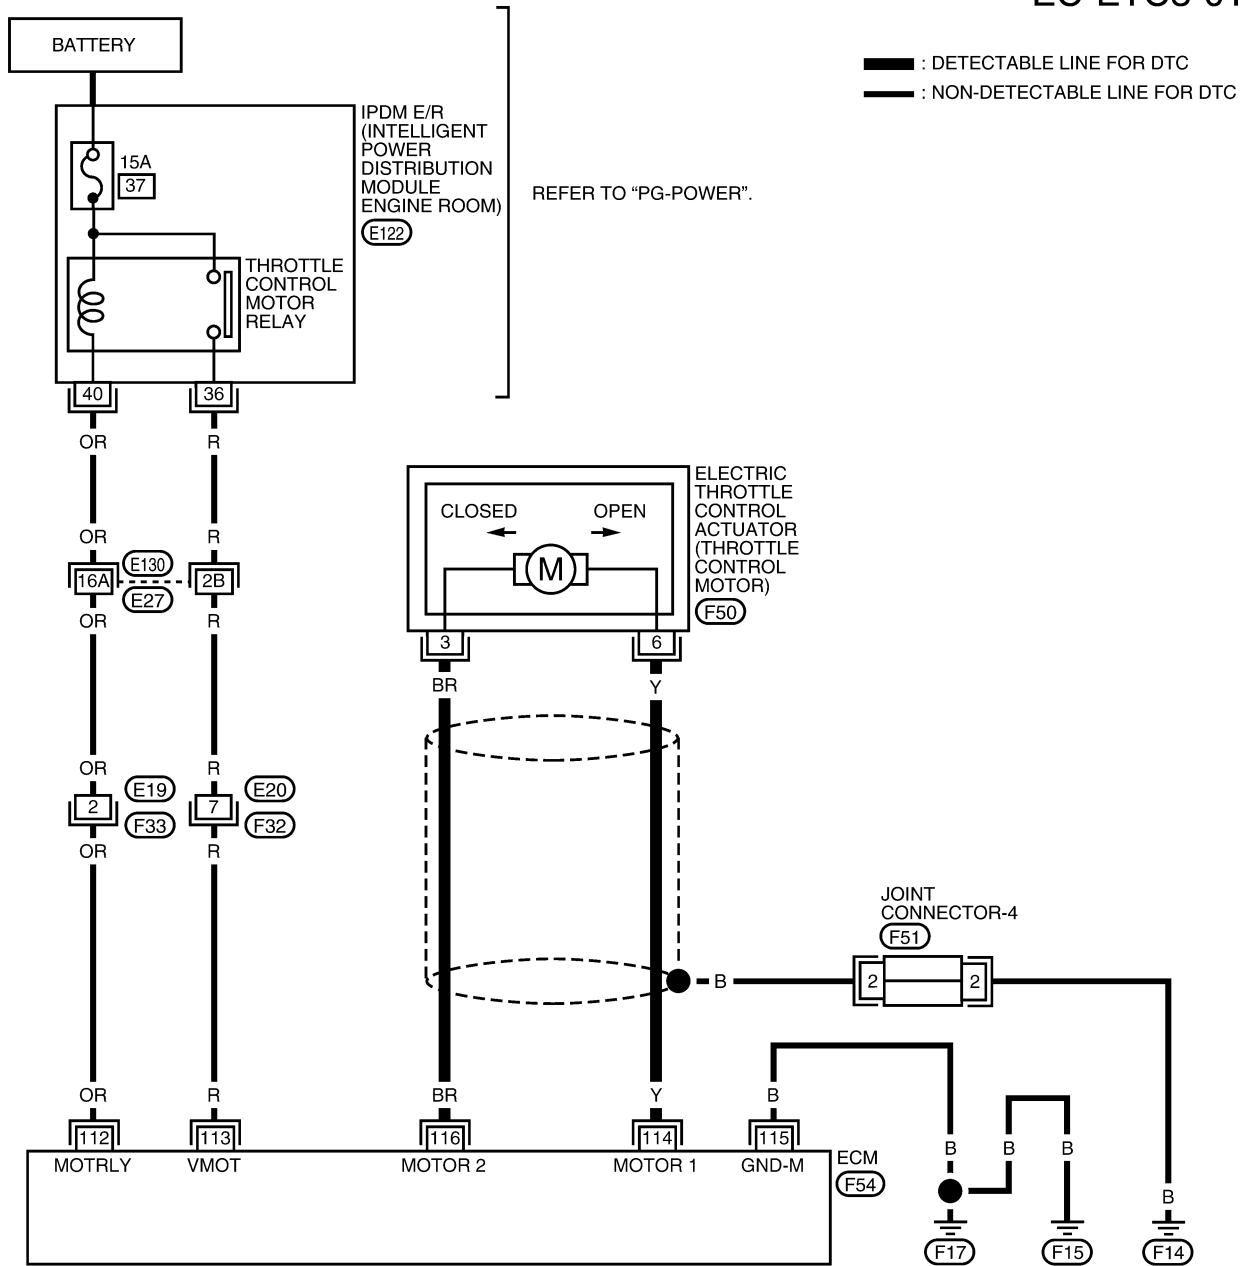 BATTERY
: DETECTABLE LINE FOR DTC
: NON-DETECTABLE LINE FOR DTC
IPDM E/R
(INTELLIGENT
POWER
DISTRIBUTION
MODULE
ENGINE ROOM)
E122
15A
37
REFER TO “PG-POWER”.
THROTTLE
CONTROL
MOTOR
RELAY
40
36
OR
R
ELECTRIC
THROTTLE
CONTROL
ACTUATOR
(THROTTLE
CONTROL
MOTOR)
F50
CLOSED
OPEN
M
OR
R
16A
E130
E27
2B
OR
R
3
6
BR
Y
OR
R
2
E19
F33
7
E20
F32
OR
R
JOINT
CONNECTOR-4
F51
B
2
2
OR
R
BR
Y
B
112
113
116
114
115
MOTRLY
VMOT
MOTOR 2
MOTOR 1
GND-M
ECM
F54
B
B
B
B
F17
F15
F14